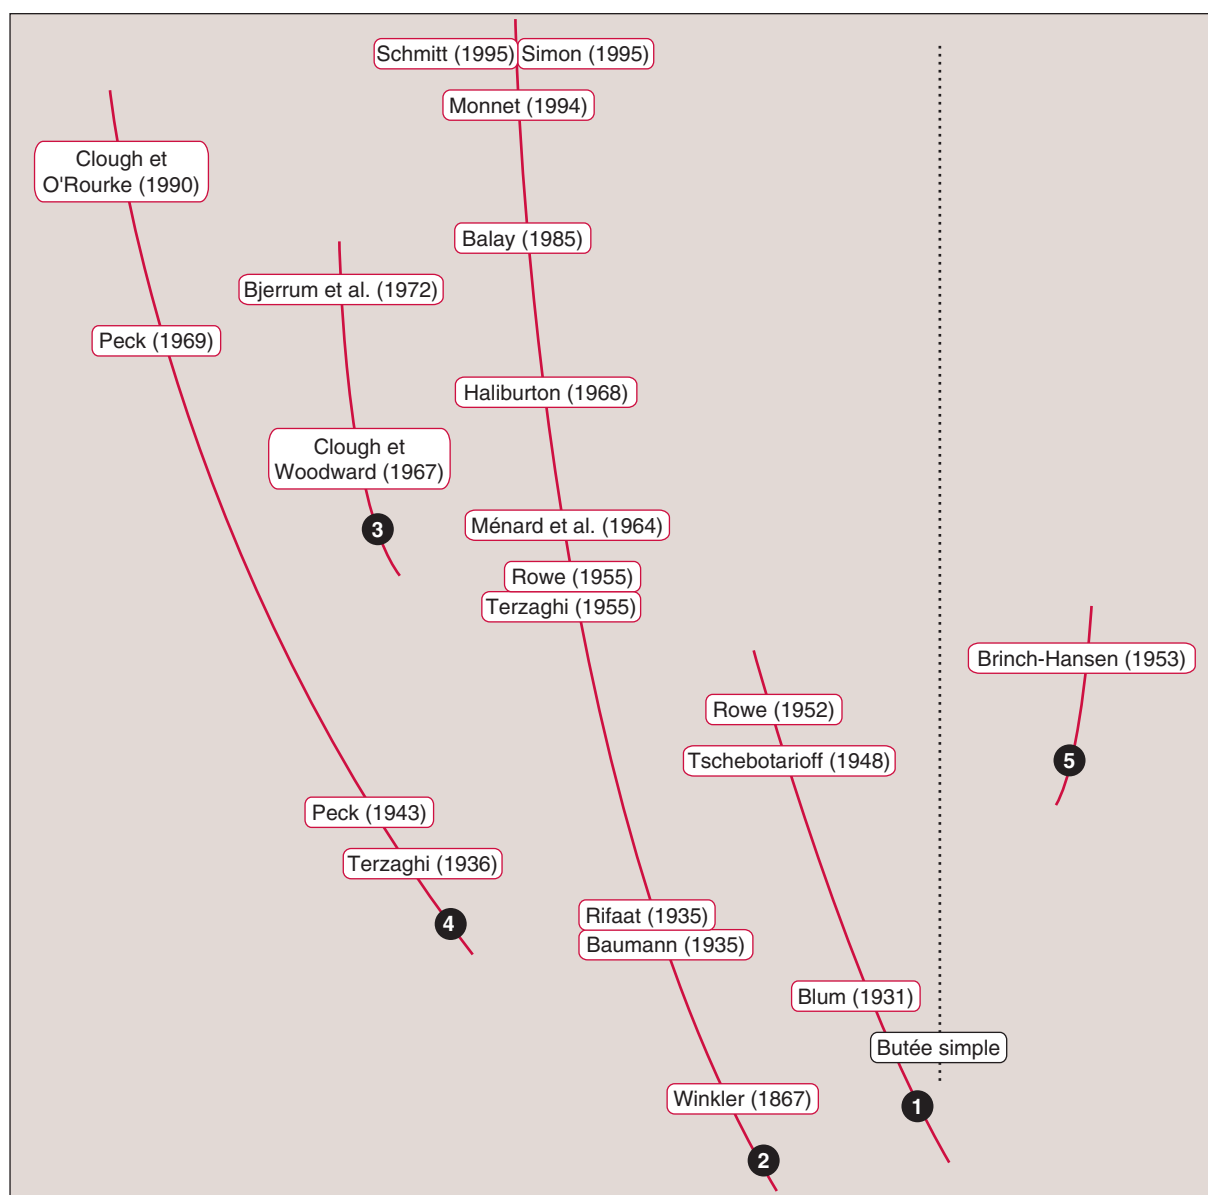 Schmitt (1995)
Simon (1995)
Monnet (1994)
Clough et
O'Rourke (1990)
Balay (1985)
Bjerrum et al. (1972)
Peck (1969)
Haliburton (1968)
Clough et
Woodward (1967)
3
Ménard et al. (1964)
Rowe (1955)
Terzaghi (1955)
Brinch-Hansen (1953)
Rowe (1952)
Tschebotarioff (1948)
5
Peck (1943)
Terzaghi (1936)
4
Rifaat (1935)
Baumann (1935)
Blum (1931)
Butée simple
Winkler (1867)
1
2